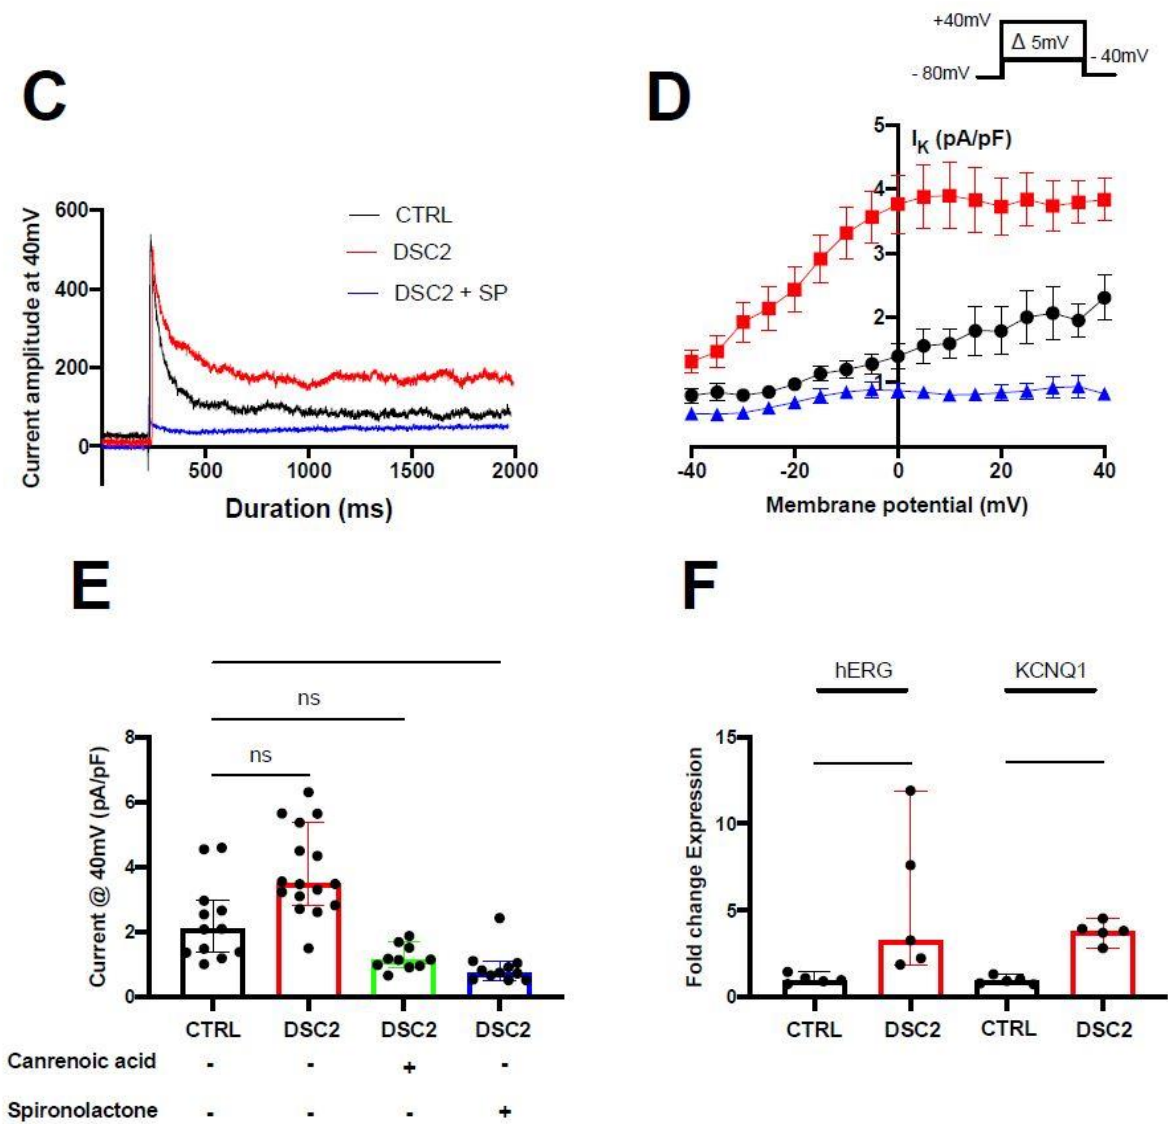 C
600
400
200
0
500
1000
1500
2000
Current amplitude at 40mV
Duration (ms)
CTRL
DSC2
DSC2 + SP
D
+40mV
Δ 5mV
- 40mV
- 80mV
I_K (pA/pF)
5
4
3
2
1
-40
-20
0
20
40
Membrane potential (mV)
E
ns
ns
8
6
4
2
0
Current @ 40mV (pA/pF)
CTRL DSC2 DSC2 DSC2
Canrenoic acid - - + -
Spironolactone - - - +
F
hERG KCNQ1
15
10
5
0
Fold change Expression
CTRL DSC2 CTRL DSC2